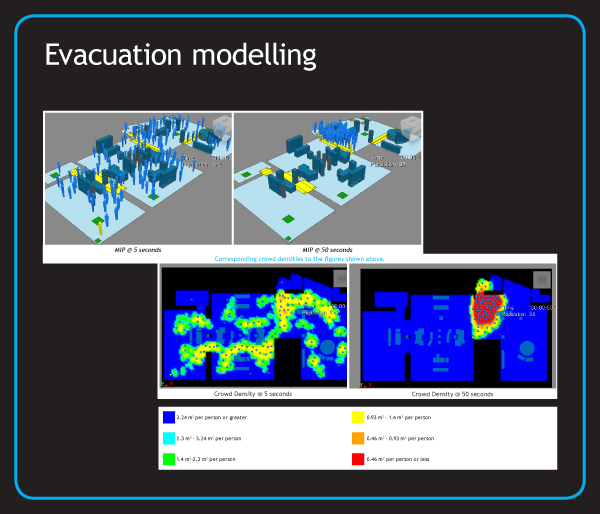 Evacuation modelling
MIP @ 5 seconds
MIP @ 50 seconds
Corresponding crowd densities to the figures shown above.
Crowd Density @ 5 seconds
Crowd Density @ 50 seconds
3.24 m² per person or greater
0.93 m² - 1.4 m² per person
2.3 m² - 3.24 m² per person
0.46 m² - 0.93 m² per person
1.4 m²-2.3 m² per person
0.46 m² per person or less